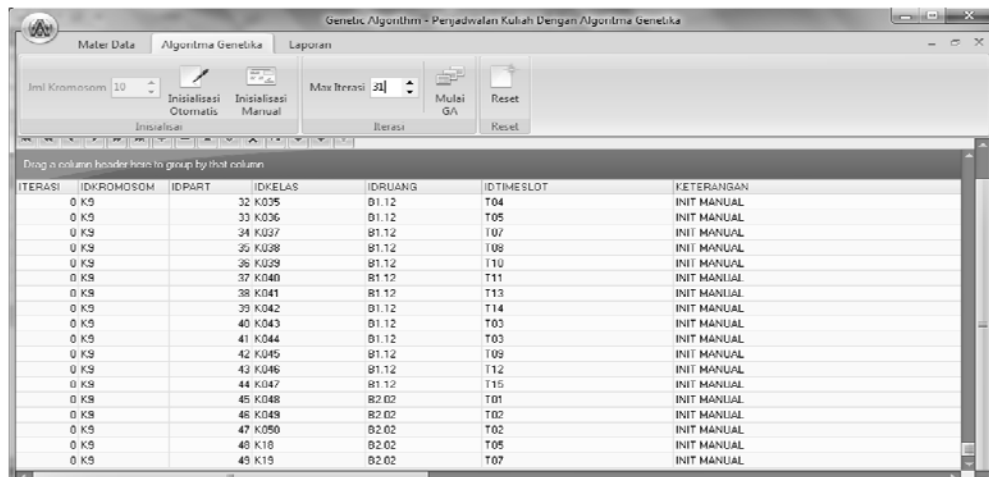 Genetic Algorithm - Penjadwalan Kuliah Dengan Algoritma Genetika
Mater Data Algoritma Genetika Laporan
Jml Kromosom 10 Inisialisasi Otomatis Inisialisasi Manual Max Iterasi 31 Mulai GA Reset
Inisialisai Iterasi Reset
Drag a column header here to group by that column
ITERASI IDKROMOSOM IDPART IDKELAS IDRUANG IDTIMESLOT KETERANGAN
0 K9 32 K035 B1.12 T04 INIT MANUAL
0 K9 33 K036 B1.12 T05 INIT MANUAL
0 K9 34 K037 B1.12 T07 INIT MANUAL
0 K9 35 K038 B1.12 T08 INIT MANUAL
0 K9 36 K039 B1.12 T10 INIT MANUAL
0 K9 37 K040 B1.12 T11 INIT MANUAL
0 K9 38 K041 B1.12 T13 INIT MANUAL
0 K9 39 K042 B1.12 T14 INIT MANUAL
0 K9 40 K043 B1.12 T03 INIT MANUAL
0 K9 41 K044 B1.12 T03 INIT MANUAL
0 K9 42 K045 B1.12 T09 INIT MANUAL
0 K9 43 K046 B1.12 T12 INIT MANUAL
0 K9 44 K047 B1.12 T15 INIT MANUAL
0 K9 45 K048 B2.02 T01 INIT MANUAL
0 K9 46 K049 B2.02 T02 INIT MANUAL
0 K9 47 K050 B2.02 T02 INIT MANUAL
0 K9 48 K18 B2.02 T05 INIT MANUAL
0 K9 49 K19 B2.02 T07 INIT MANUAL